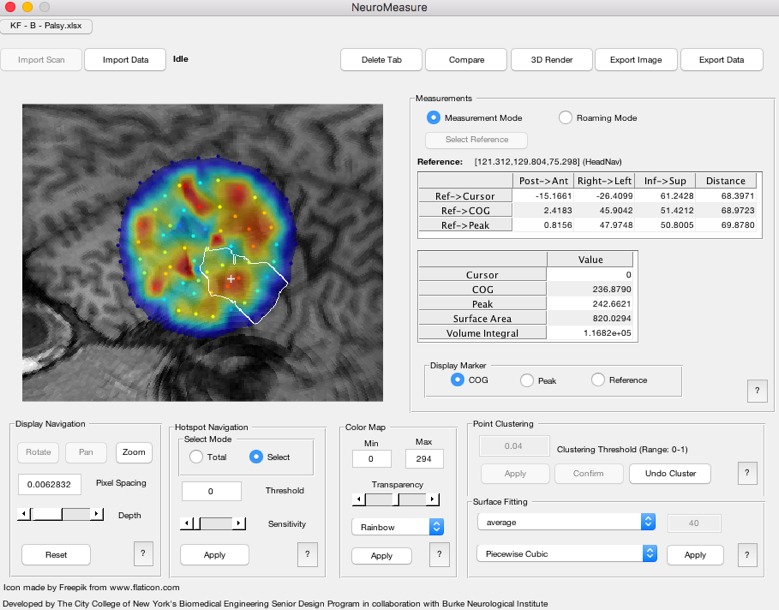 NeuroMeasure
KF - B - Palsy.xlsx
Import Scan Import Data Idle Delete Tab Compare 3D Render Export Image Export Data
Measurements
Measurement Mode Roaming Mode
Select Reference
Reference: [121.312,129.804,75.298] (HeadNav)
Post->Ant Right->Left Inf->Sup Distance
Ref->Cursor -15.1661 -26.4099 61.2428 68.3971
Ref->COG 2.4183 45.9042 51.4212 68.9723
Ref->Peak 0.8156 47.9748 50.8005 69.8780
Value
Cursor 0
COG 236.8790
Peak 242.6621
Surface Area 820.0294
Volume Integral 1.1682e+05
Display Marker
COG Peak Reference
?
Display Navigation
Rotate Pan Zoom
0.0062832 Pixel Spacing
Depth
Reset ?
Hotspot Navigation
Select Mode
Total Select
0 Threshold
Sensitivity
Apply ?
Color Map
Min Max
0 294
Transparency
Rainbow
Apply ?
Point Clustering
0.04 Clustering Threshold (Range: 0-1)
Apply Confirm Undo Cluster ?
Surface Fitting
average 40
Piecewise Cubic Apply ?
Icon made by Freepik from www.flaticon.com
Developed by The City College of New York's Biomedical Engineering Senior Design Program in collaboration with Burke Neurological Institute